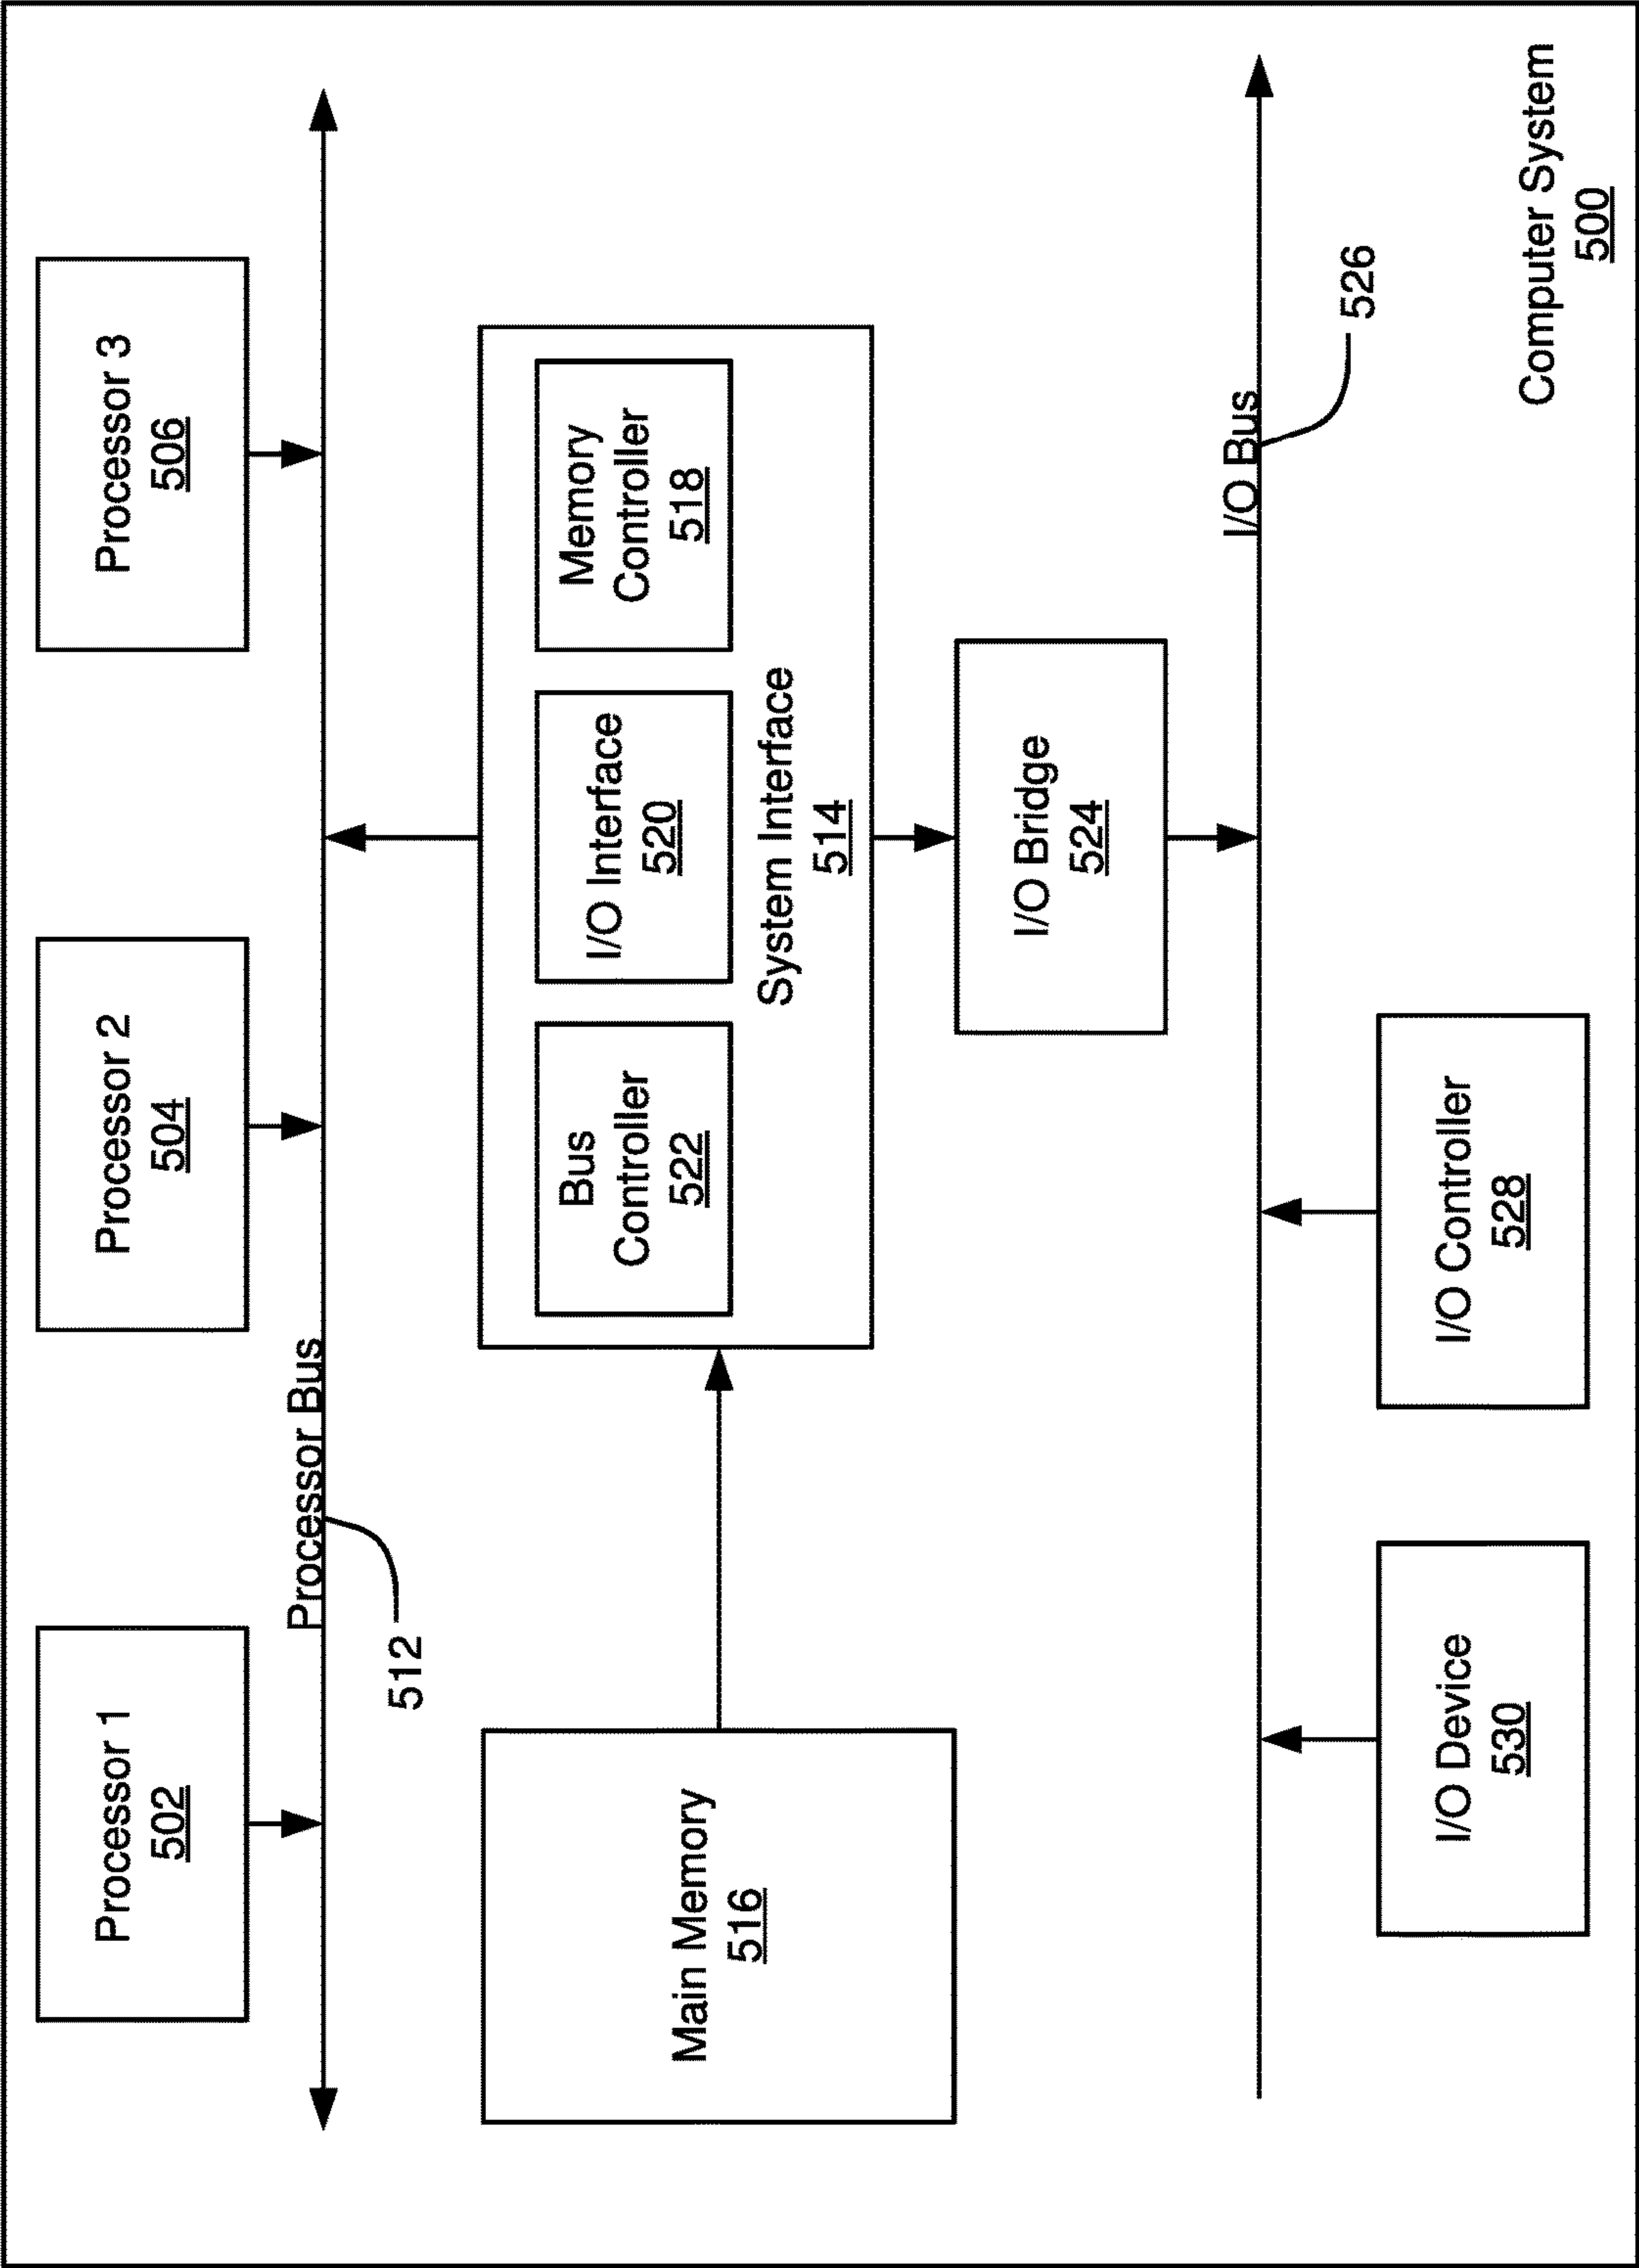 Processor 1
502
Processor 2
504
Processor 3
506
Processor Bus
512
Main Memory
516
Bus
Controller
522
I/O Interface
520
Memory
Controller
518
System Interface
514
I/O Bridge
524
I/O Bus
526
I/O Device
530
I/O Controller
528
Computer System
500